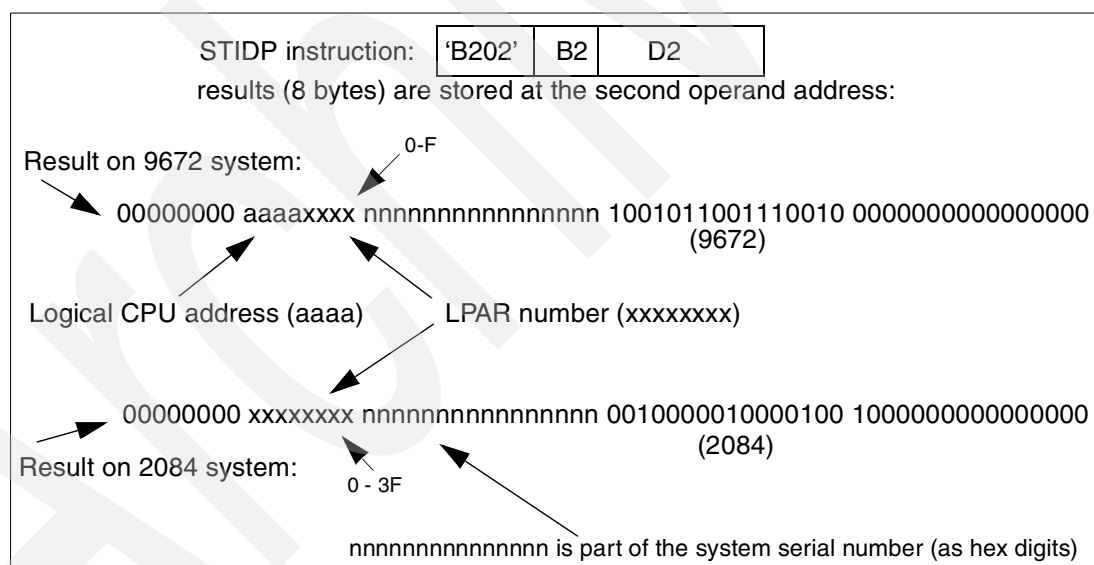 STIDP instruction: 'B202' B2 D2
results (8 bytes) are stored at the second operand address:
0-F
Result on 9672 system:
00000000 aaaaxxxx nnnnnnnnnnnnnnnn 1001011001110010 0000000000000000
(9672)
Logical CPU address (aaaa) LPAR number (xxxxxxxx)
00000000 xxxxxxxx nnnnnnnnnnnnnnnn 0010000010000100 1000000000000000
(2084)
Result on 2084 system:
0 - 3F
nnnnnnnnnnnnnnn is part of the system serial number (as hex digits)